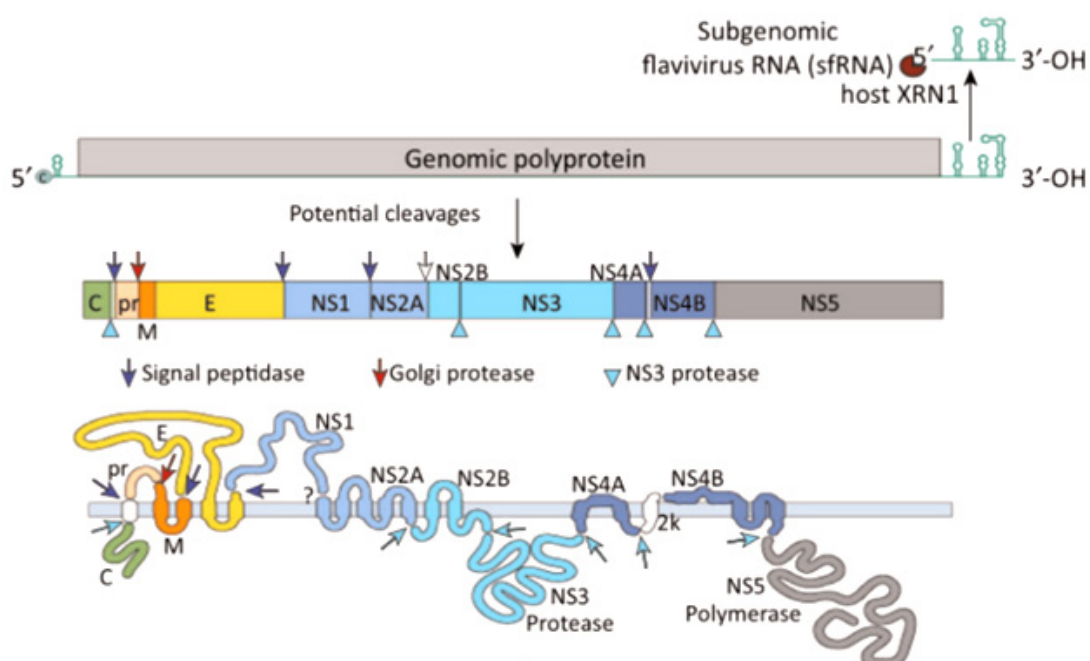 Subgenomic
flavivirus RNA (sfRNA)
5′
3′-OH
host XRN1
5′
c
Genomic polyprotein
3′-OH
Potential cleavages
NS2B
NS4A
C
pr
E
NS1
NS2A
NS3
NS4B
NS5
M
Signal peptidase
Golgi protease
NS3 protease
E
NS1
pr
NS2A
NS2B
NS4A
NS4B
?
2k
M
C
NS3
Protease
NS5
Polymerase